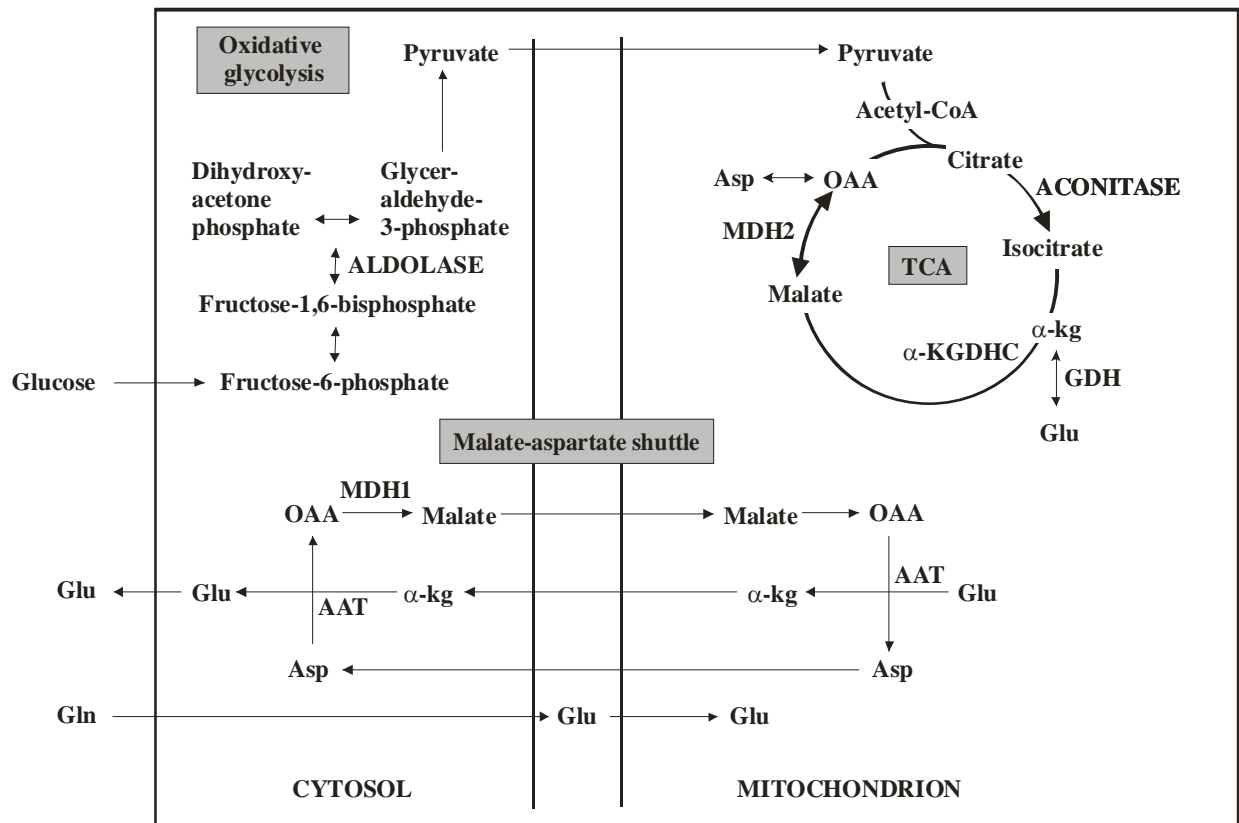 Oxidative
glycolysis
Pyruvate
Pyruvate
Acetyl-CoA
Citrate
ACONITASE
Isocitrate
α-kg
GDH
Glu
α-KGDHC
TCA
Malate
MDH2
OAA
Asp
Dihydroxy-
acetone
phosphate
Glycer-
aldehyde-
3-phosphate
ALDOLASE
Fructose-1,6-bisphosphate
Glucose
Fructose-6-phosphate
Malate-aspartate shuttle
MDH1
OAA
Malate
Malate
OAA
Glu
Glu
AAT
α-kg
α-kg
AAT
Glu
Asp
Asp
Gln
Glu
Glu
CYTOSOL
MITOCHONDRION